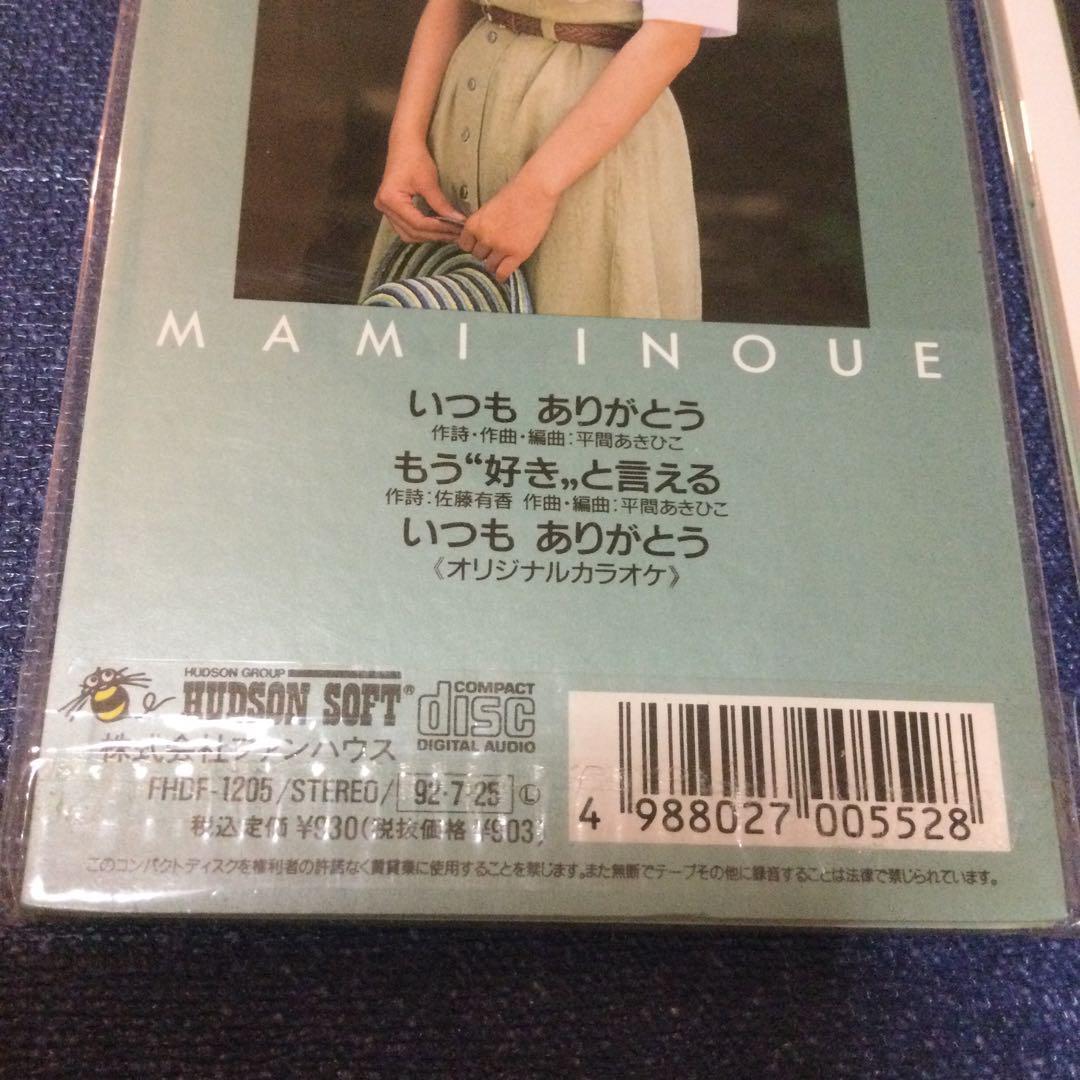 MAMI INOUE
いつも ありがとう
作詩・作曲・編曲:平間あきひこ
もう“好き„と言える
作詩:佐藤有香 作曲・編曲:平間あきひこ
いつも ありがとう
《オリジナルカラオケ》
HUDSON GROUP
HUDSON SOFT®
COMPACT
disc
DIGITAL AUDIO
株式会社ファンハウス
FHDF-1205/STEREO/92・7・25 Ⓛ
税込定価 ¥930(税抜価格 ¥903)
4 988027 005528
このコンパクトディスクを権利者の許諾なく賃貸業に使用することを禁じます。また無断でテープその他に録音することは法律で禁じられています。